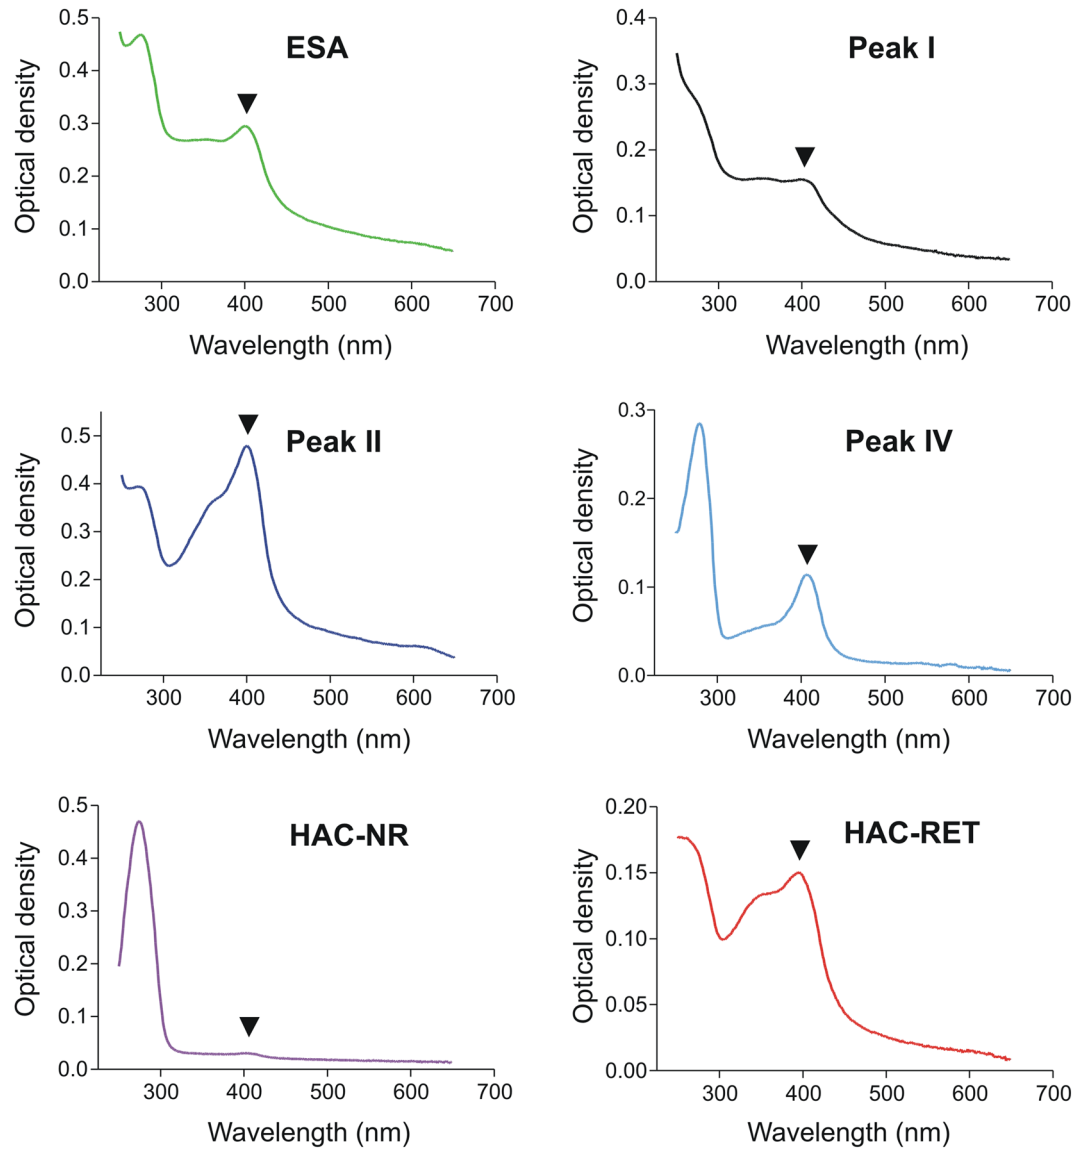 ESA
Optical density
0.5
0.4
0.3
0.2
0.1
0.0
300 400 500 600 700
Wavelength (nm)
Peak I
Optical density
0.4
0.3
0.2
0.1
0.0
300 400 500 600 700
Wavelength (nm)
Peak II
Optical density
0.5
0.4
0.3
0.2
0.1
0.0
300 400 500 600 700
Wavelength (nm)
Peak IV
Optical density
0.3
0.2
0.1
0.0
300 400 500 600 700
Wavelength (nm)
HAC-NR
Optical density
0.5
0.4
0.3
0.2
0.1
0.0
300 400 500 600 700
Wavelength (nm)
HAC-RET
Optical density
0.20
0.15
0.10
0.05
0.00
300 400 500 600 700
Wavelength (nm)